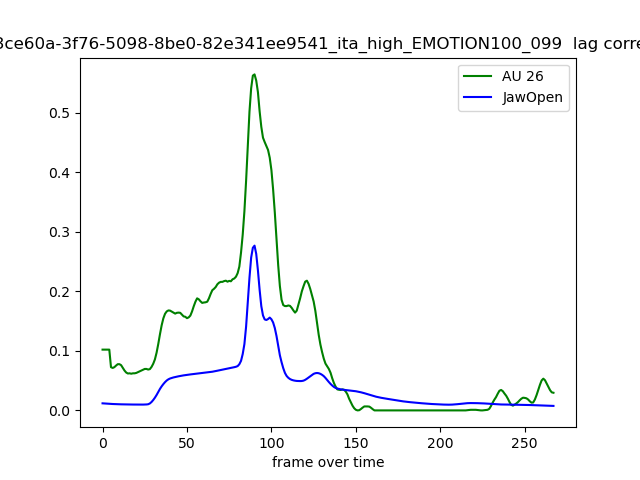 3ce60a-3f76-5098-8be0-82e341ee9541_ita_high_EMOTION100_099 lag corre
AU 26
JawOpen
0.5
0.4
0.3
0.2
0.1
0.0
0 50 100 150 200 250
frame over time